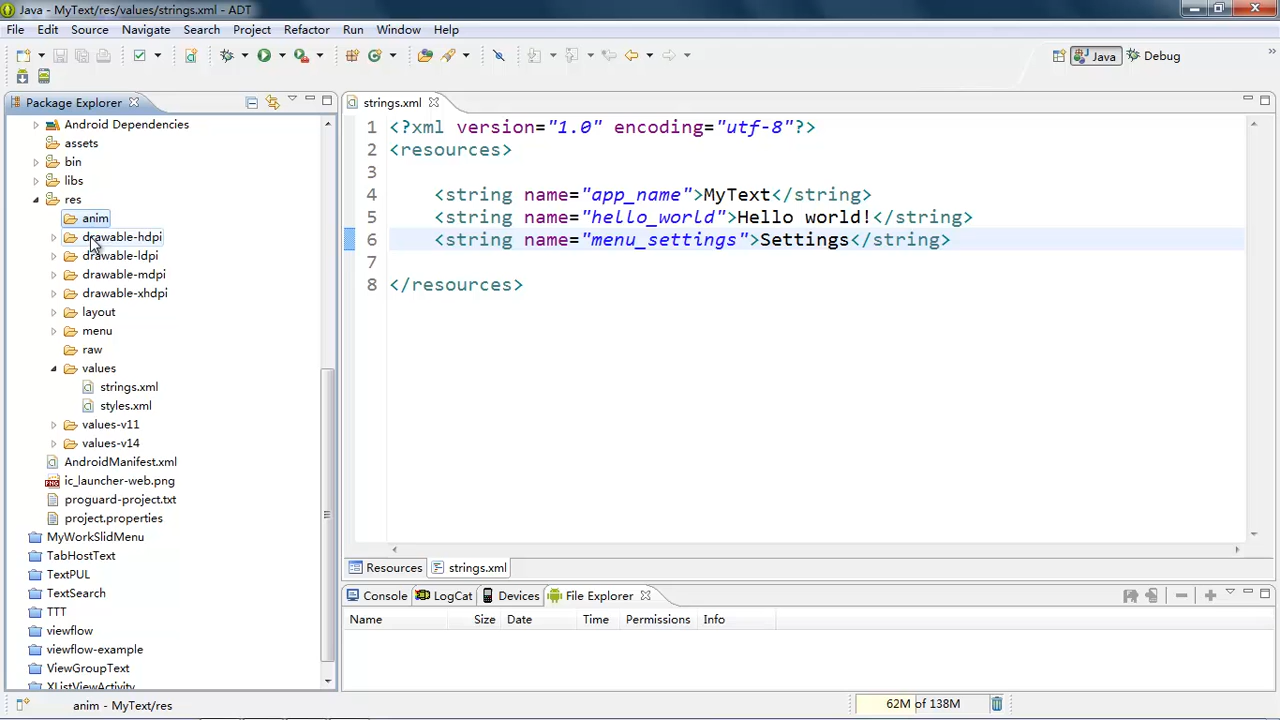 Java - MyText/res/values/strings.xml - ADT
File Edit Source Navigate Search Project Refactor Run Window Help
Java Debug
Package Explorer
Android Dependencies
assets
bin
libs
res
anim
drawable-hdpi
drawable-ldpi
drawable-mdpi
drawable-xhdpi
layout
menu
raw
values
strings.xml
styles.xml
values-v11
values-v14
AndroidManifest.xml
ic_launcher-web.png
proguard-project.txt
project.properties
MyWorkSlidMenu
TabHostText
TextPUL
TextSearch
TTT
viewflow
viewflow-example
ViewGroupText
XListViewActivity
strings.xml
1 <?xml version="1.0" encoding="utf-8"?>
2 <resources>
3
4 <string name="app_name">MyText</string>
5 <string name="hello_world">Hello world!</string>
6 <string name="menu_settings">Settings</string>
7
8 </resources>
Resources strings.xml
Console LogCat Devices File Explorer
Name Size Date Time Permissions Info
anim - MyText/res
62M of 138M